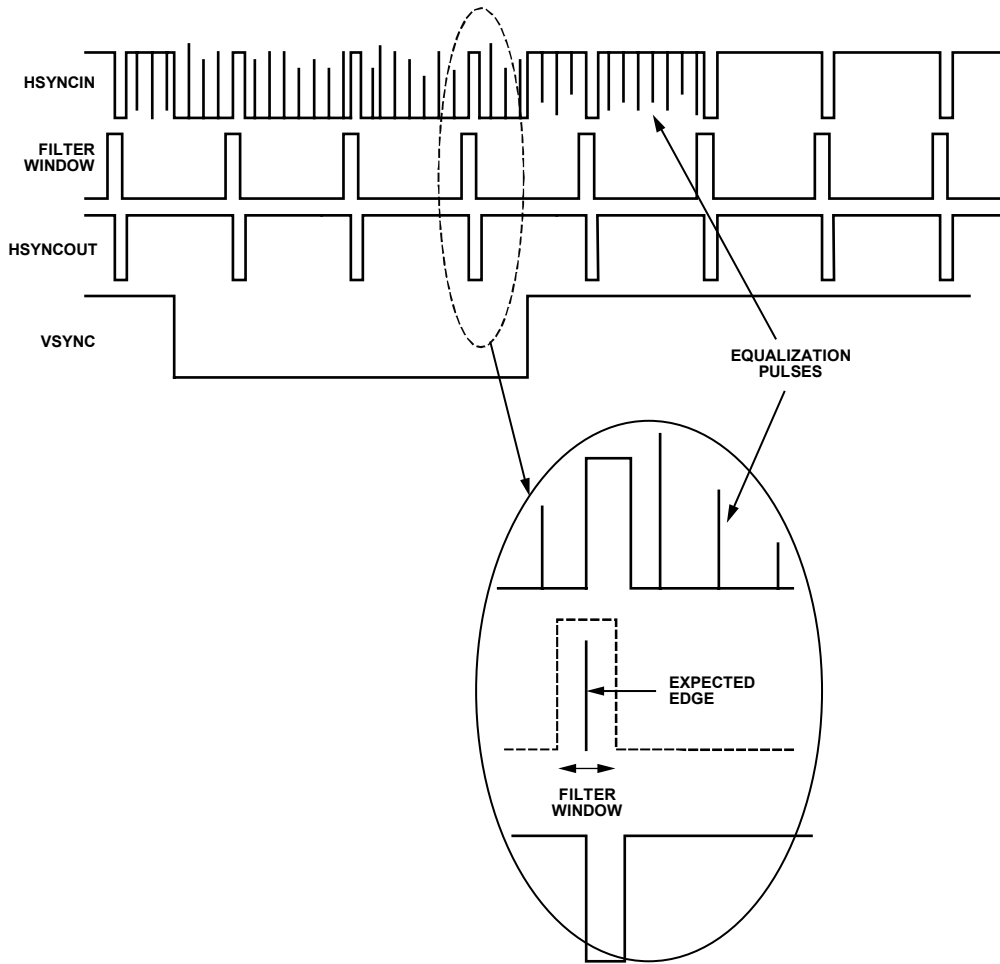 HSYNCIN
FILTER
WINDOW
HSYNCOUT
VSYNC
EQUALIZATION
PULSES
EXPECTED
EDGE
FILTER
WINDOW